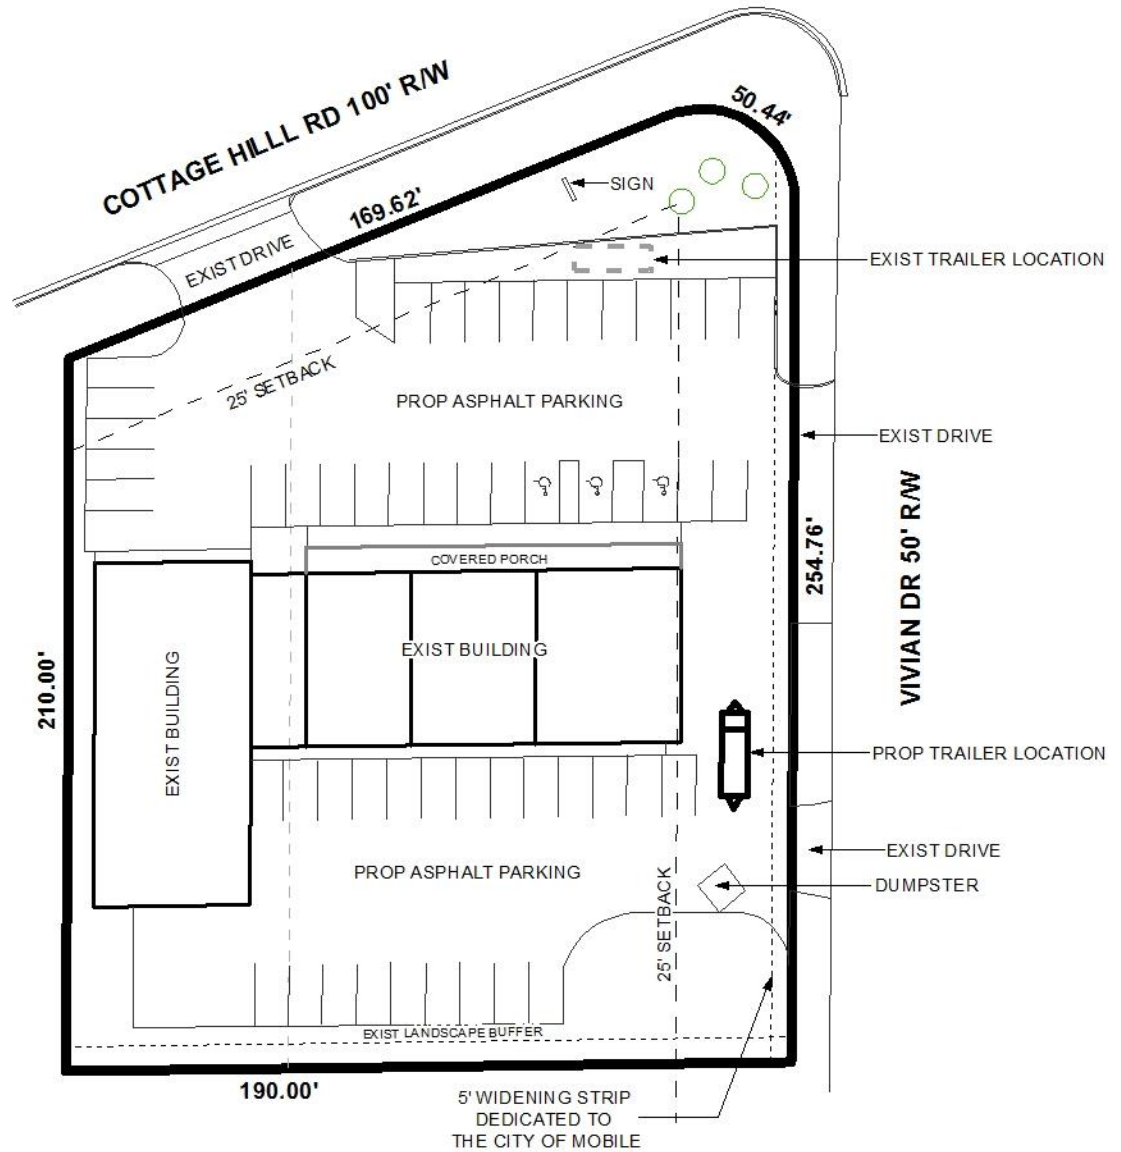 COTTAGE HILLL RD 100' R/W
50.44'
SIGN
169.62'
EXIST DRIVE
EXIST TRAILER LOCATION
25' SETBACK
PROP ASPHALT PARKING
EXIST DRIVE
VIVIAN DR 50' R/W
254.76'
COVERED PORCH
EXIST BUILDING
EXIST BUILDING
210.00'
PROP TRAILER LOCATION
EXIST DRIVE
PROP ASPHALT PARKING
DUMPSTER
25' SETBACK
EXIST LANDSCAPE BUFFER
190.00'
5' WIDENING STRIP
DEDICATED TO
THE CITY OF MOBILE